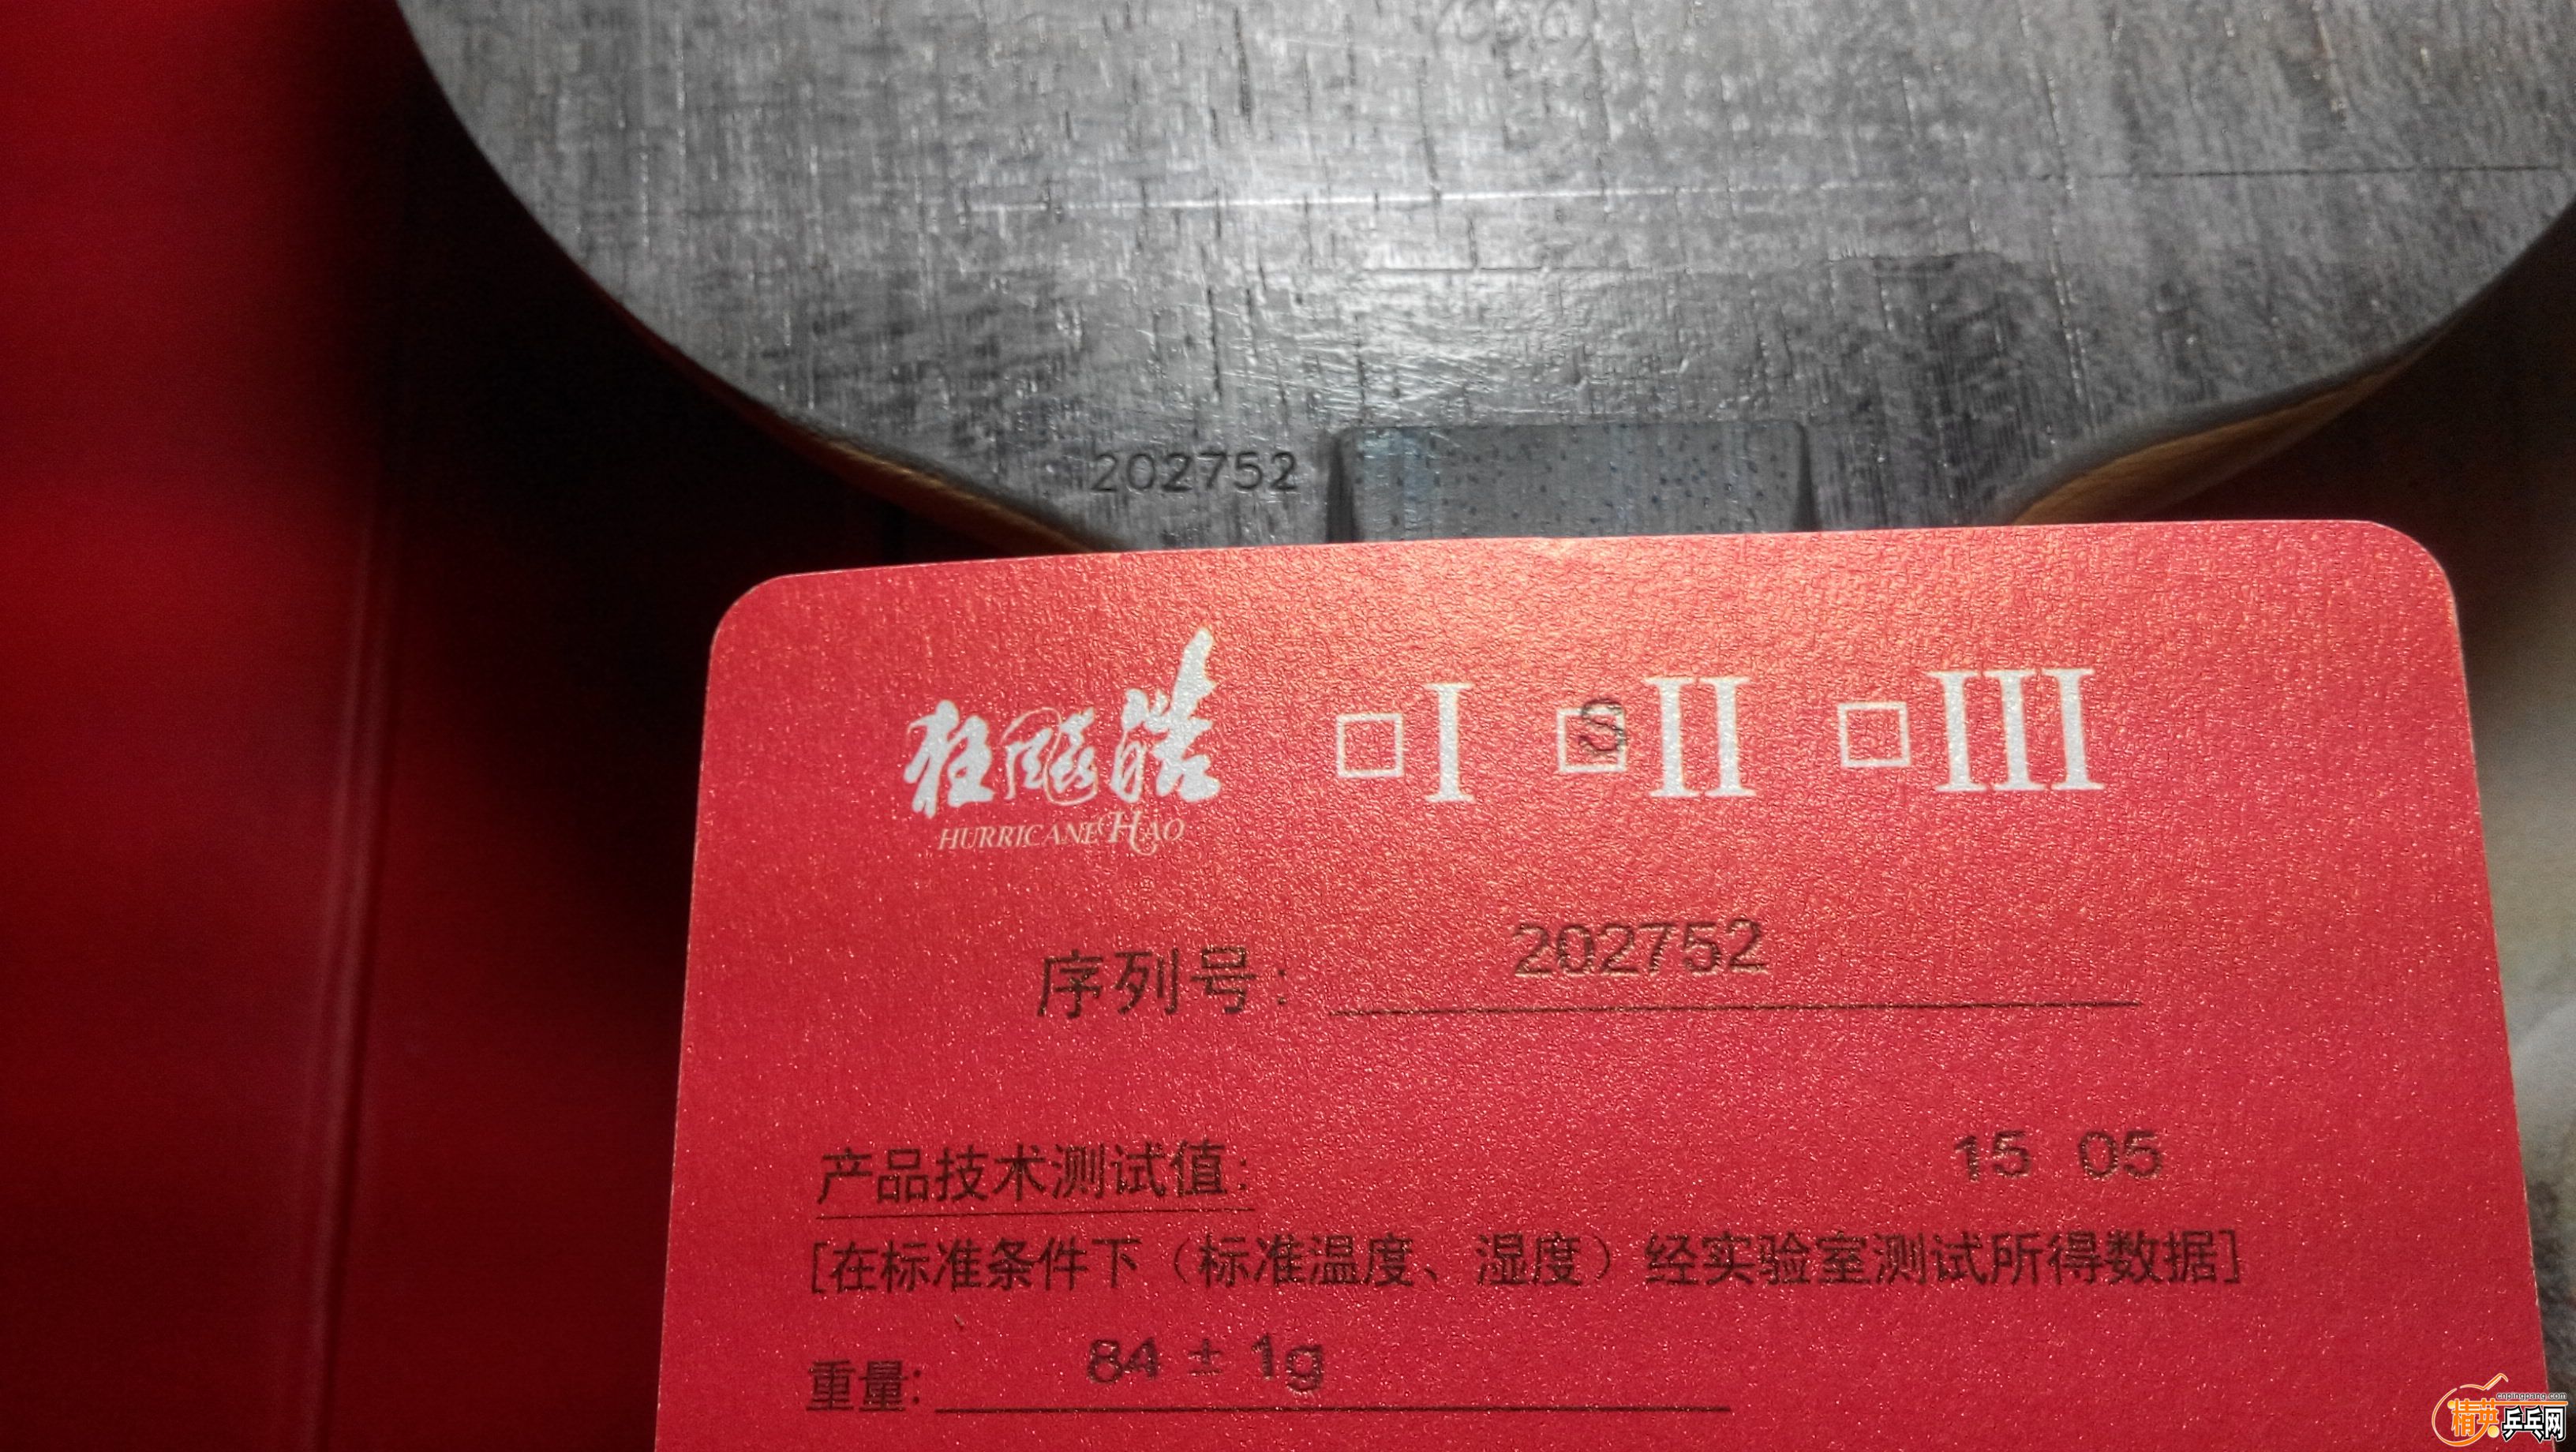 202752
狂飚皓 □I □S II □III
HURRICANE HAO
序列号: 202752
产品技术测试值: 15 05
[在标准条件下（标准温度、湿度）经实验室测试所得数据]
重量: 84 ± 1g
cnpingpang.com
精英乒乓网